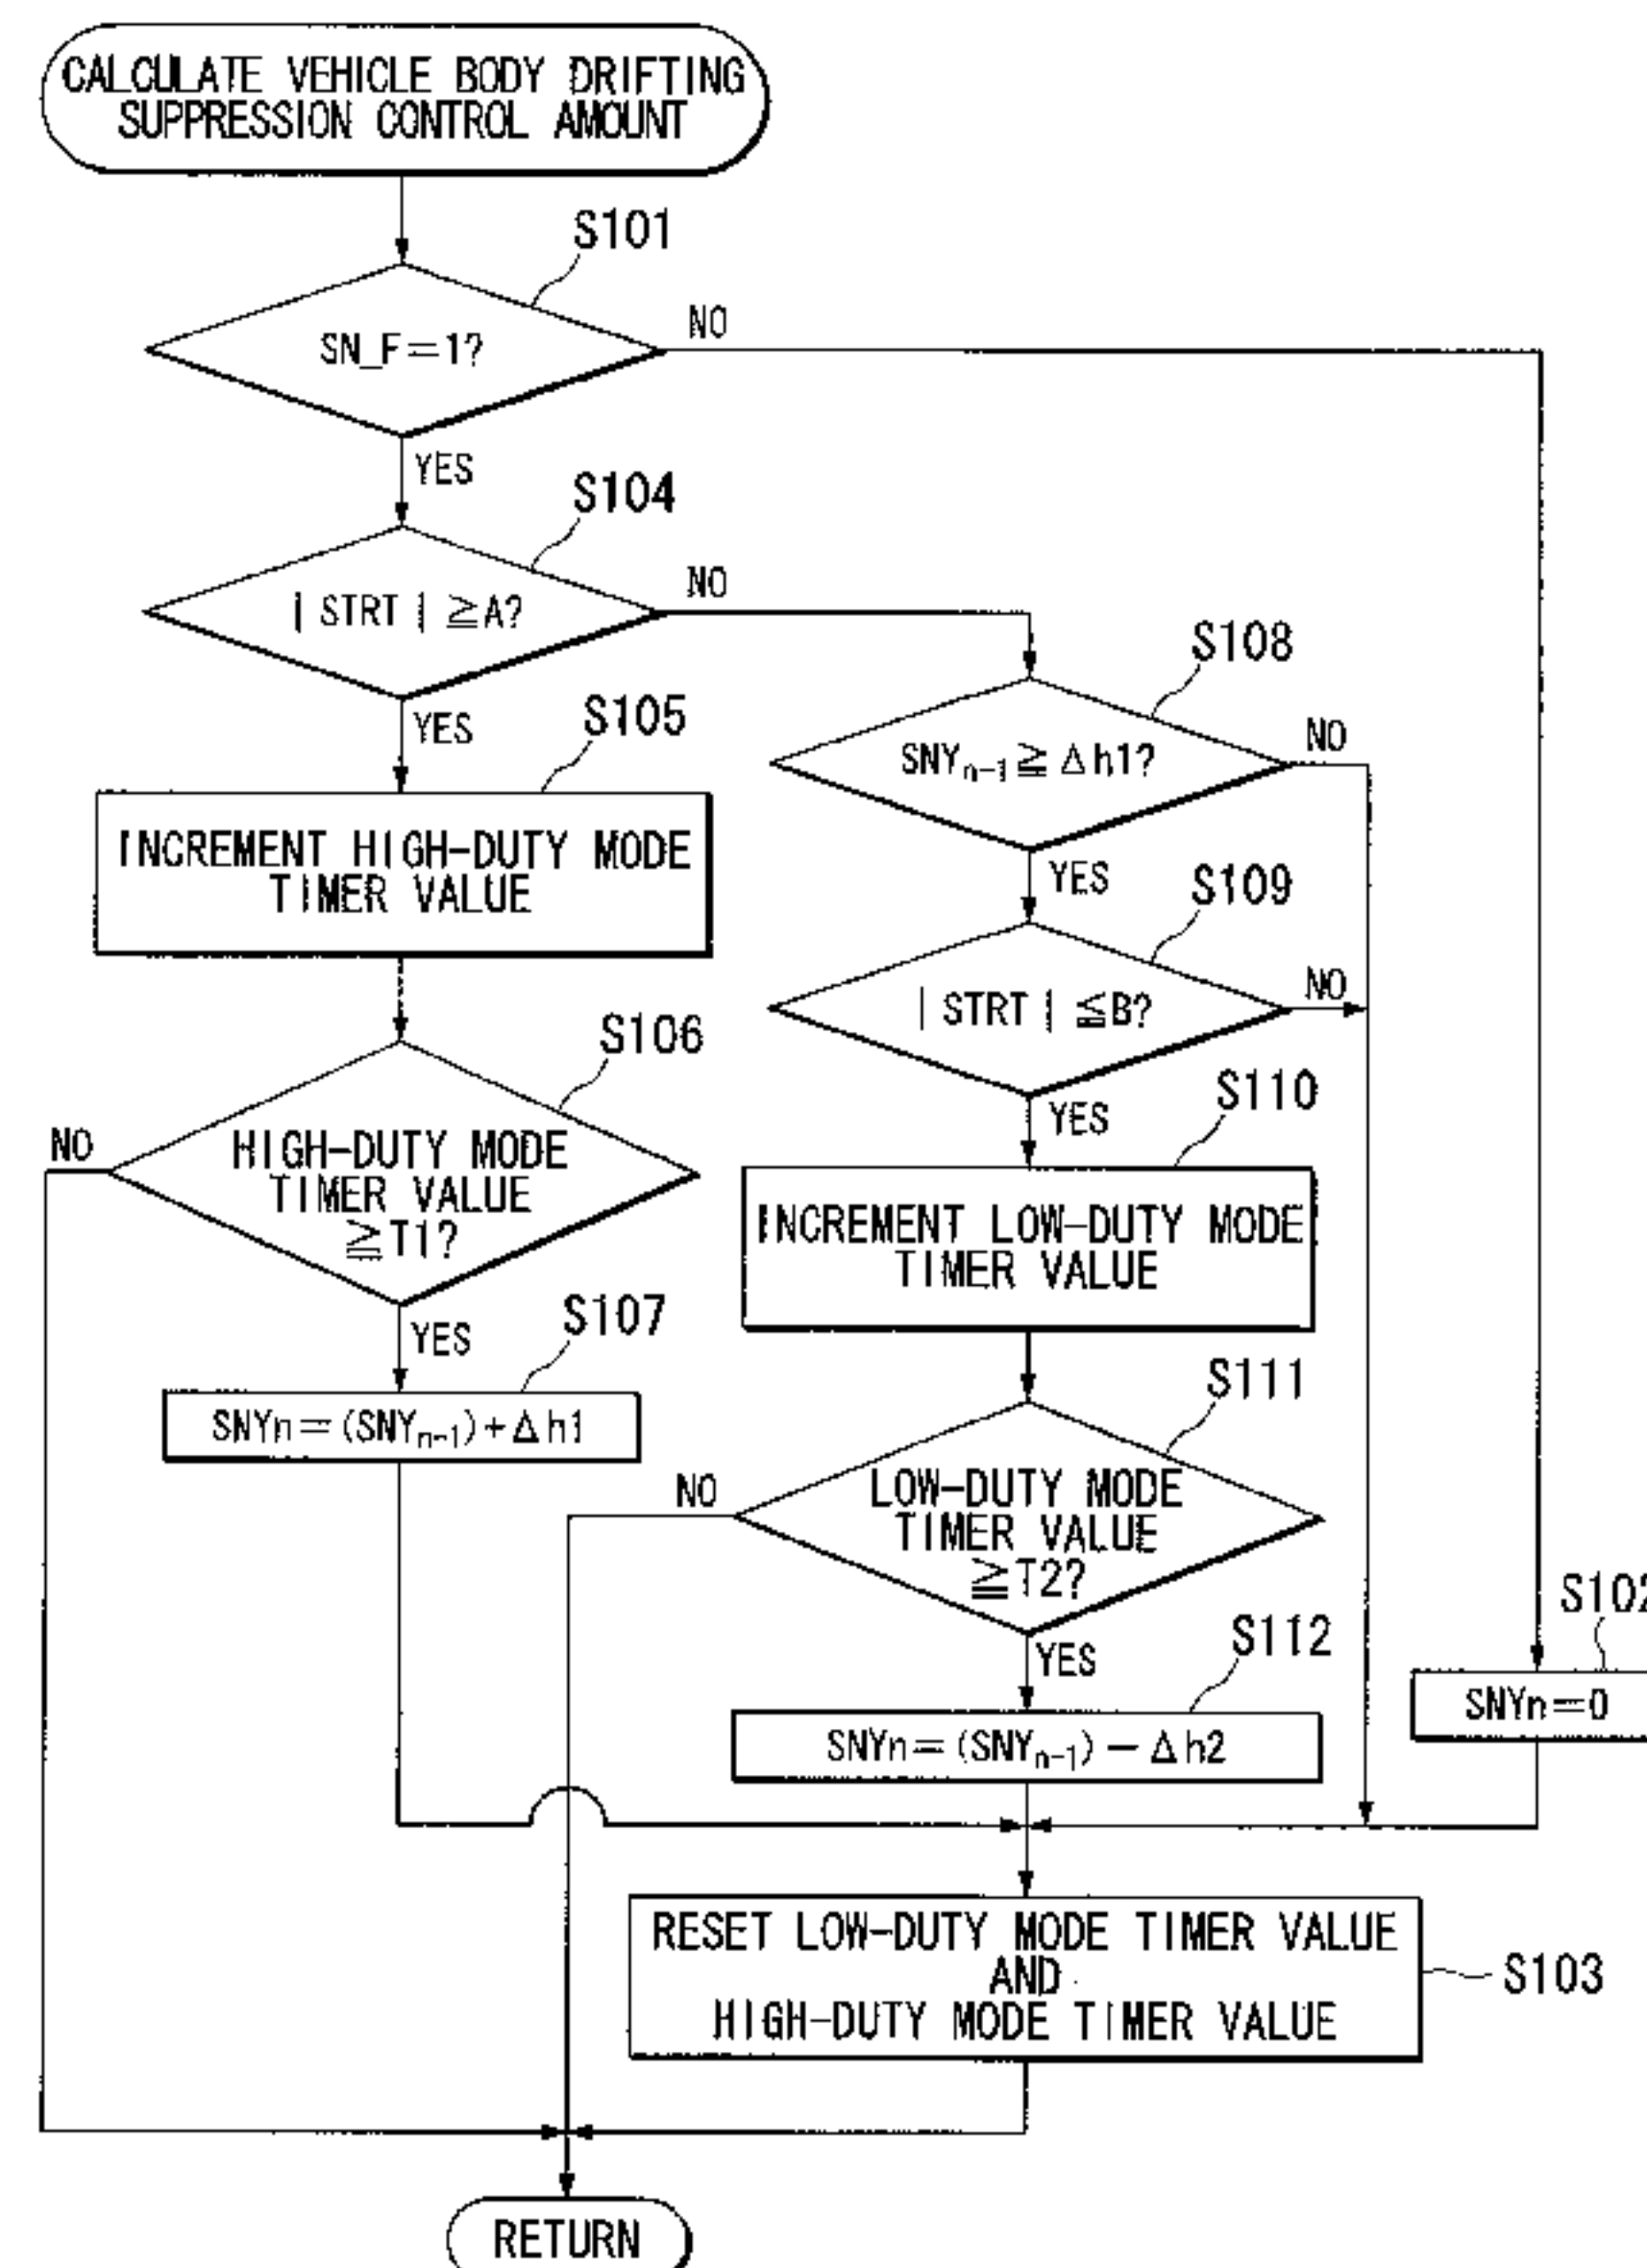 CALCULATE VEHICLE BODY DRIFTING
SUPPRESSION CONTROL AMOUNT
S101
SN_F=1?
NO
YES
S104
| STRT | ≧A?
NO
YES
S105
INCREMENT HIGH-DUTY MODE
TIMER VALUE
S106
HIGH-DUTY MODE
TIMER VALUE
≧T1?
NO
YES
S107
SNYn=(SNYn-1)+Δh1
S108
SNYn-1≧Δh1?
NO
YES
S109
| STRT | ≦B?
NO
YES
S110
INCREMENT LOW-DUTY MODE
TIMER VALUE
S111
LOW-DUTY MODE
TIMER VALUE
≧T2?
NO
YES
S112
SNYn=(SNYn-1)-Δh2
S102
SNYn=0
RESET LOW-DUTY MODE TIMER VALUE
AND
HIGH-DUTY MODE TIMER VALUE
S103
RETURN